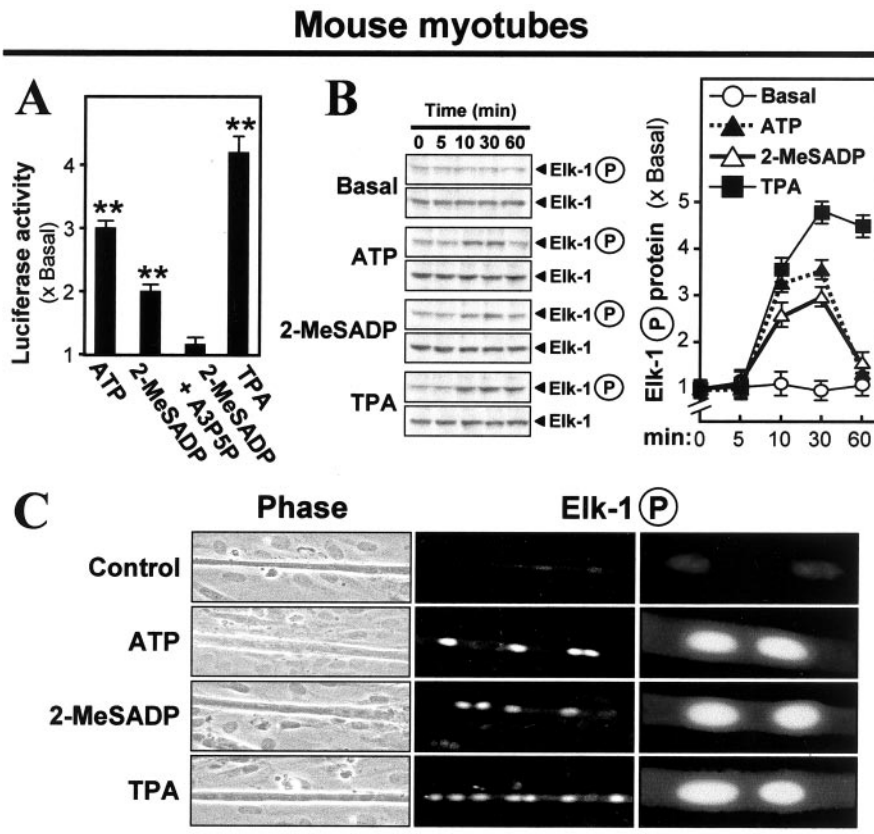 Mouse myotubes
A
Luciferase activity
(x Basal)
4
3
2
1
**
**
**
ATP
2-MeSADP
2-MeSADP
+ A3P5P
TPA
B
Time (min)
0 5 10 30 60
Basal
Elk-1 P
Elk-1
ATP
Elk-1 P
Elk-1
2-MeSADP
Elk-1 P
Elk-1
TPA
Elk-1 P
Elk-1
Basal
ATP
2-MeSADP
TPA
Elk-1 P protein (x Basal)
5
4
3
2
1
min: 0 5 10 30 60
C
Phase
Elk-1 P
Control
ATP
2-MeSADP
TPA